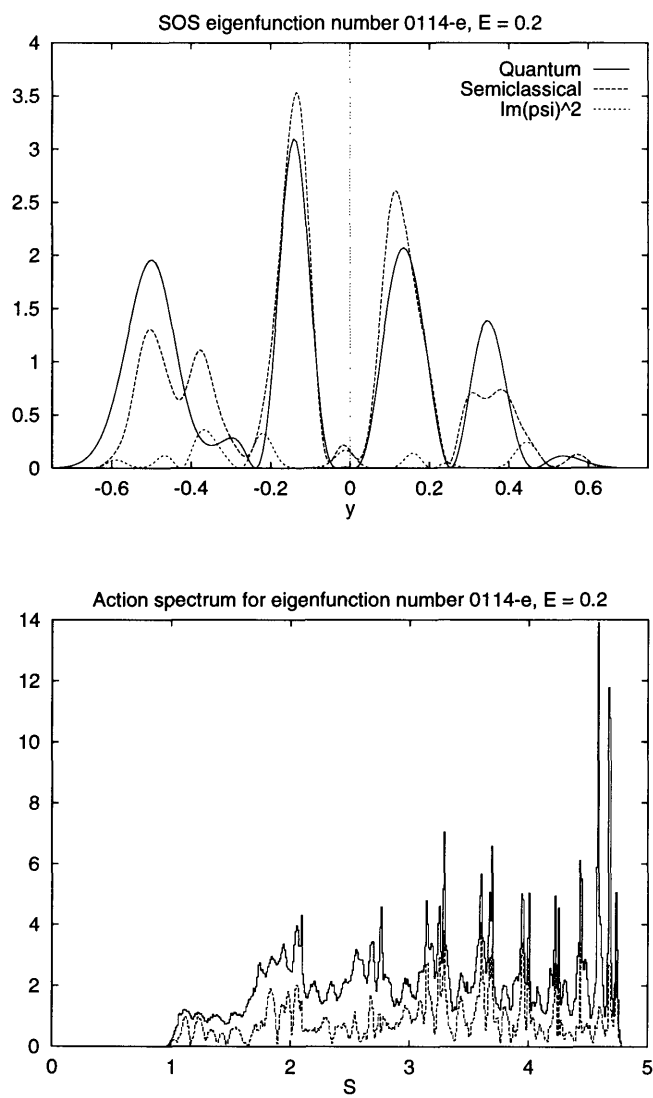 SOS eigenfunction number 0114-e, E = 0.2
4
3.5
3
2.5
2
1.5
1
0.5
0
Quantum
Semiclassical
Im(psi)^2
-0.6 -0.4 -0.2 0 0.2 0.4 0.6
y
Action spectrum for eigenfunction number 0114-e, E = 0.2
14
12
10
8
6
4
2
0
0 1 2 3 4 5
S